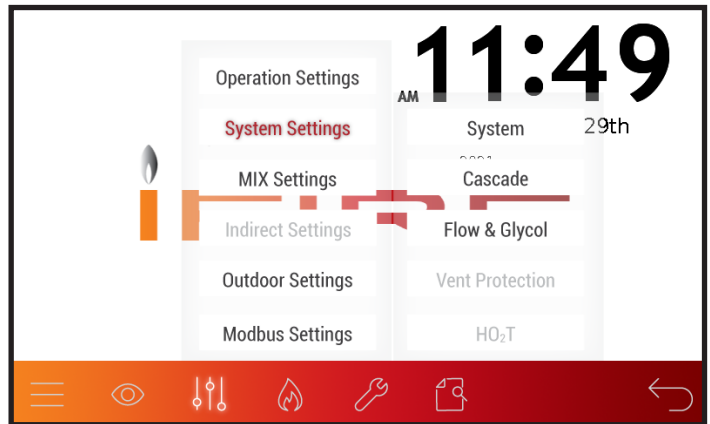 11:49
AM
29th
Operation Settings
System Settings
MIX Settings
Indirect Settings
Outdoor Settings
Modbus Settings
System
Cascade
Flow & Glycol
Vent Protection
HO₂T